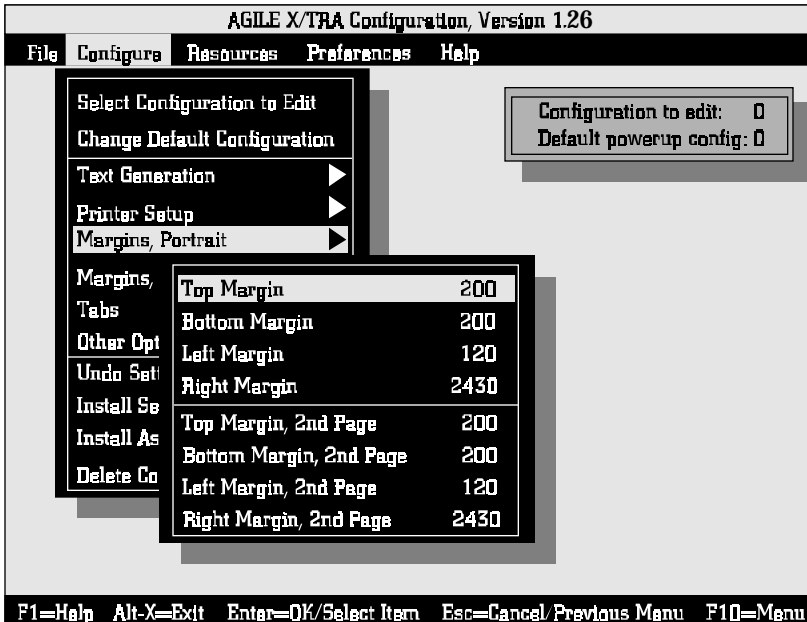 AGILE X/TRA Configuration, Version 1.26
File Configure Resources Preferences Help
Select Configuration to Edit
Change Default Configuration
Text Generation
Printer Setup
Margins, Portrait
Margins,
Tabs
Other Opt
Undo Sett
Install Se
Install As
Delete Co
Configuration to edit: 0
Default powerup config: 0
Top Margin 200
Bottom Margin 200
Left Margin 120
Right Margin 2430
Top Margin, 2nd Page 200
Bottom Margin, 2nd Page 200
Left Margin, 2nd Page 120
Right Margin, 2nd Page 2430
F1=Help Alt-X=Exit Enter=OK/Select Item Esc=Cancel/Previous Menu F10=Menu